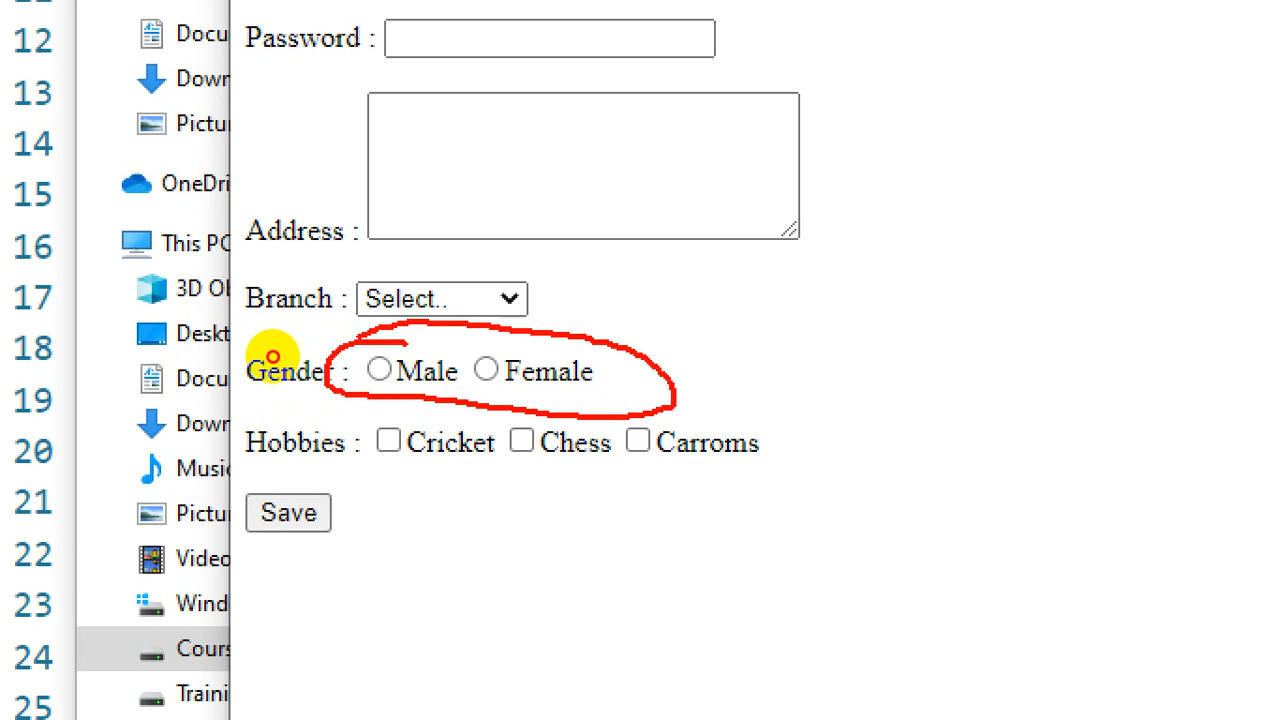 12
Docu
Password :
Down
13
Pictu
14
OneDri
15
Address :
This PC
16
3D Ob
Branch : Select..
17
Deskt
18
Gender : Male Female
Docu
19
Down
Hobbies : Cricket Chess Carroms
20
Music
21
Pictu
Save
22
Video
23
Wind
24
Cours
Traini
25